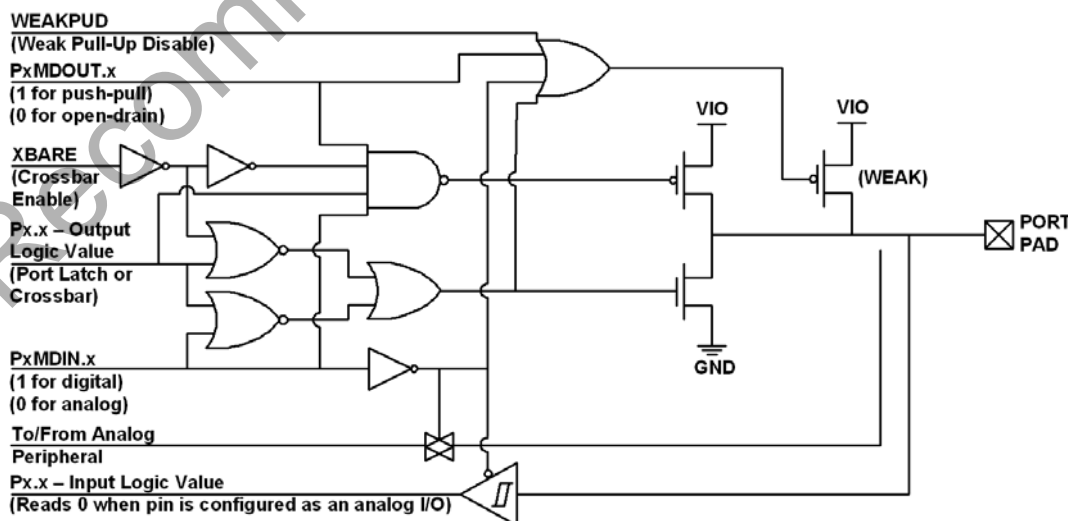 WEAKPUD
(Weak Pull-Up Disable)
PxMDOUT.x
(1 for push-pull)
(0 for open-drain)
XBARE
(Crossbar
Enable)
Px.x – Output
Logic Value
(Port Latch or
Crossbar)
PxMDIN.x
(1 for digital)
(0 for analog)
To/From Analog
Peripheral
Px.x – Input Logic Value
(Reads 0 when pin is configured as an analog I/O)
VIO
VIO
(WEAK)
PORT
PAD
GND
Recom